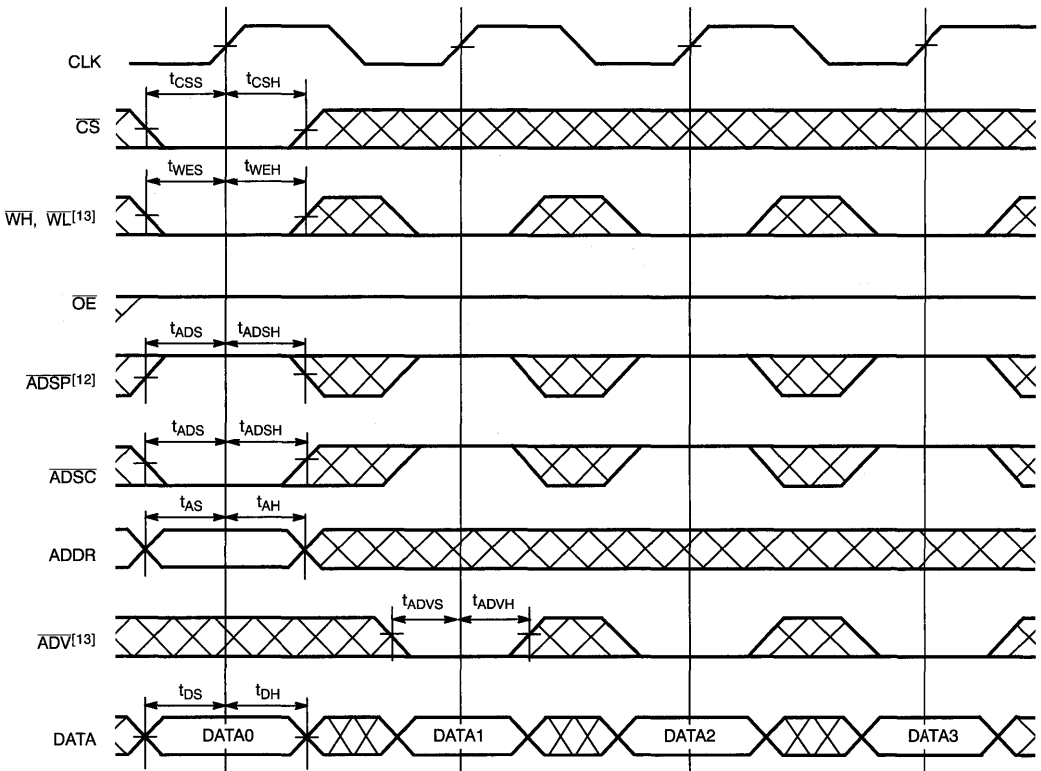 CLK
tCSS tCSH
CS
tWES tWEH
WH, WL[13]
OE
tADS tADSH
ADSP[12]
tADS tADSH
ADSC
tAS tAH
ADDR
tADVS tADVH
ADV[13]
tDS tDH
DATA DATA0 DATA1 DATA2 DATA3